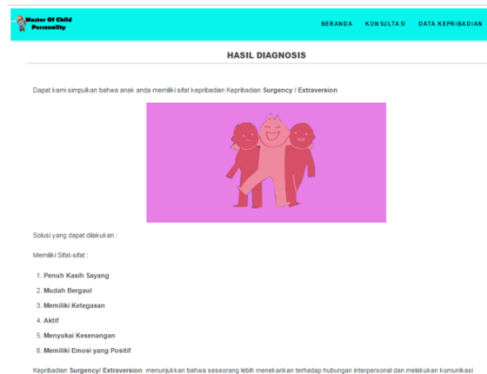 Master Of Child
Personality
BERANDA KONSULTASI DATA KEPRIBADIAN
HASIL DIAGNOSIS
Dapat kami simpulkan bahwa anak anda memiliki sifat kepribadian Kepribadian Surgency / Extraversion
Solusi yang dapat dilakukan :
Memiliki Sifat-sifat :
1. Penuh Kasih Sayang
2. Mudah Bergaul
3. Memiliki Ketegasan
4. Aktif
5. Menyukai Kesenangan
6. Memiliki Emosi yang Positif
Kepribadian Surgency/ Extraversion menunjukkan bahwa seseorang lebih menekankan terhadap hubungan interpersonal dan melakukan komunikasi